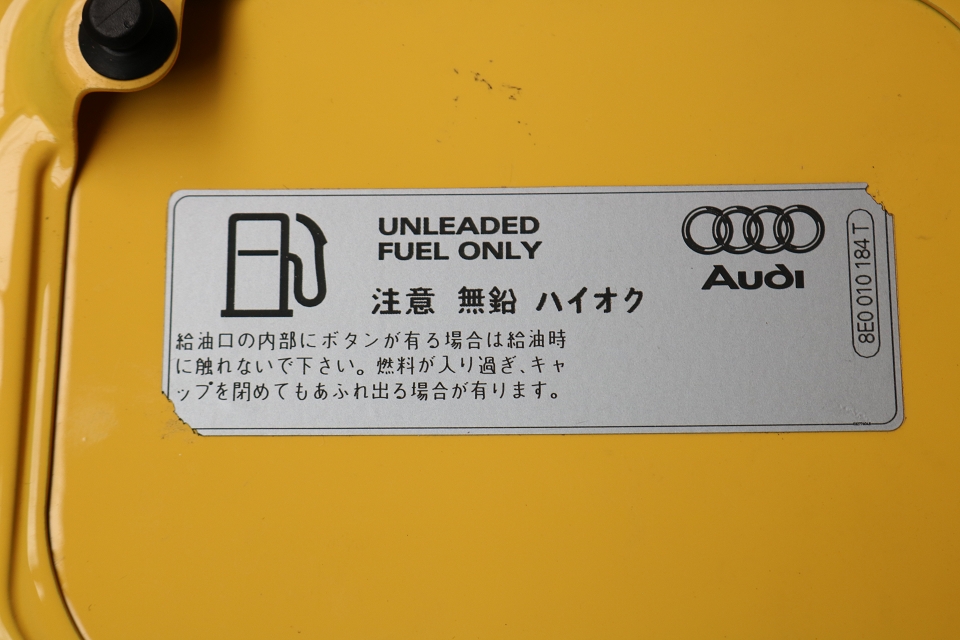 UNLEADED
FUEL ONLY
注意 無鉛 ハイオク
給油口の内部にボタンが有る場合は給油時
に触れないで下さい。燃料が入り過ぎ、キャ
ップを閉めてもあふれ出る場合が有ります。
Audi
8E0 010 184 T